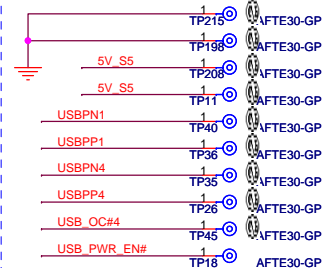 1
TP215 AFTE30-GP
1
TP198 AFTE30-GP
5V_S5 1
TP208 AFTE30-GP
5V_S5 1
TP11 AFTE30-GP
USBPN1 1
TP40 AFTE30-GP
USBPP1 1
TP36 AFTE30-GP
USBPN4 1
TP35 AFTE30-GP
USBPP4 1
TP26 AFTE30-GP
USB_OC#4 1
TP45 AFTE30-GP
USB_PWR_EN# 1
TP18 AFTE30-GP